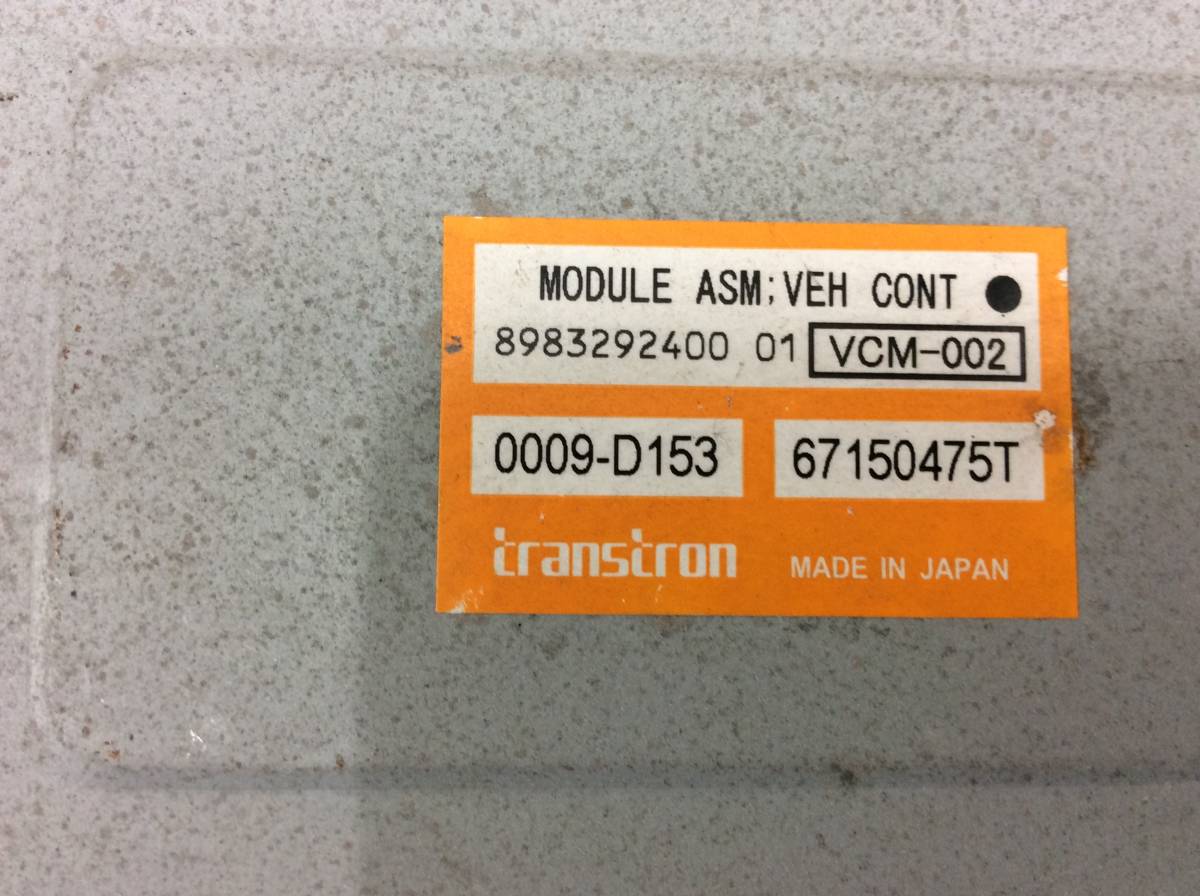 MODULE ASM;VEH CONT ●
8983292400 01 VCM-002
0009-D153 67150475T
transtron MADE IN JAPAN